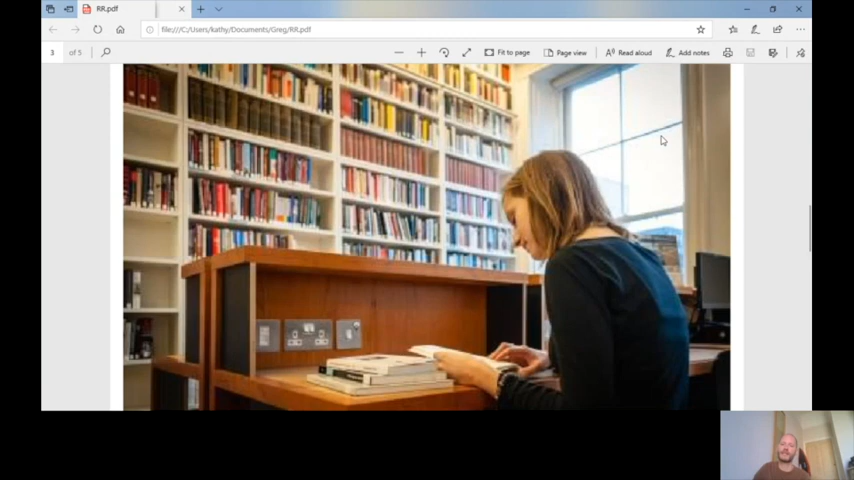 RR.pdf
file:///C:/Users/kathy/Documents/Greg/RR.pdf
3 of 5
Fit to page
Page view
Read aloud
Add notes